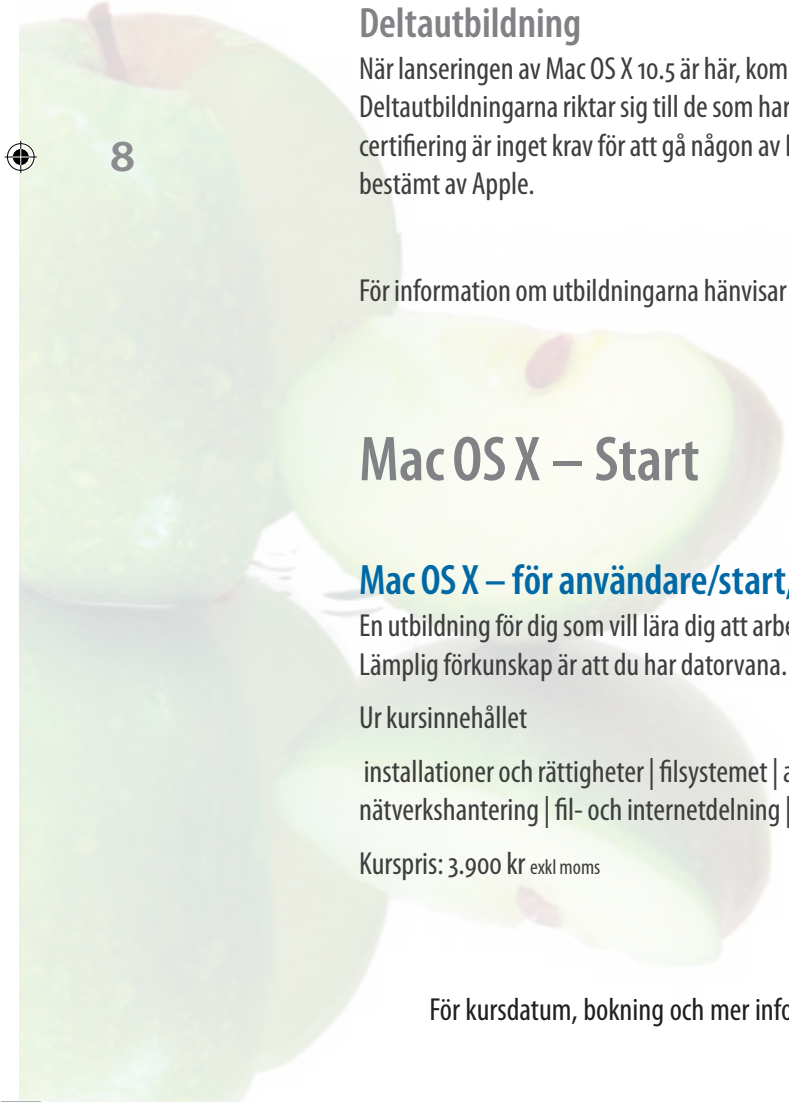 Deltautbildning
När lanseringen av Mac OS X 10.5 är här, kom
Deltautbildningarna riktar sig till de som har
certifiering är inget krav för att gå någon av
bestämt av Apple.
8
För information om utbildningarna hänvisar
Mac OS X – Start
Mac OS X – för användare/start,
En utbildning för dig som vill lära dig att arbe
Lämplig förkunskap är att du har datorvana.
Ur kursinnehållet
installationer och rättigheter | filsystemet | a
nätverkshantering | fil- och internetdelning |
Kurspris: 3.900 kr exkl moms
För kursdatum, bokning och mer info